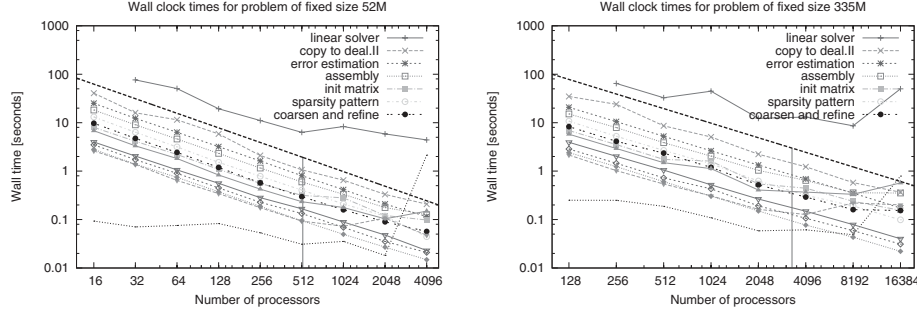 Wall clock times for problem of fixed size 52M
Wall time [seconds]
1000
100
10
1
0.1
0.01
linear solver
copy to deal.II
error estimation
assembly
init matrix
sparsity pattern
coarsen and refine
16 32 64 128 256 512 1024 2048 4096
Number of processors
Wall clock times for problem of fixed size 335M
Wall time [seconds]
1000
100
10
1
0.1
0.01
linear solver
copy to deal.II
error estimation
assembly
init matrix
sparsity pattern
coarsen and refine
128 256 512 1024 2048 4096 8192 16384
Number of processors